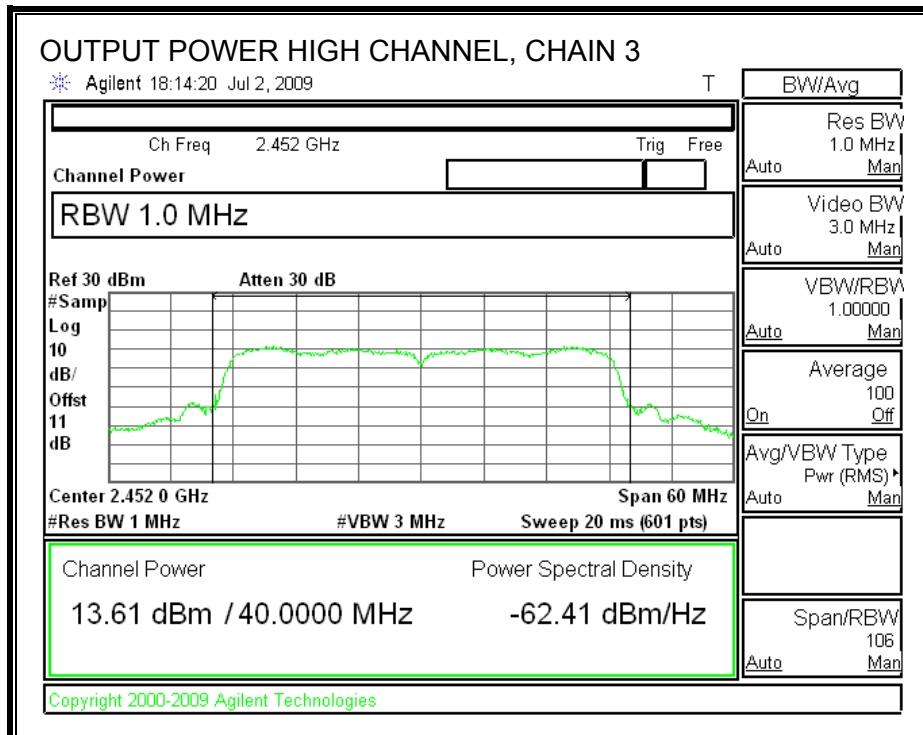 OUTPUT POWER HIGH CHANNEL, CHAIN 3
Agilent 18:14:20 Jul 2, 2009 T
Ch Freq 2.452 GHz Trig Free
Channel Power
RBW 1.0 MHz
Ref 30 dBm Atten 30 dB
#Samp
Log
10
dB/
Offst
11
dB
Center 2.452 0 GHz Span 60 MHz
#Res BW 1 MHz #VBW 3 MHz Sweep 20 ms (601 pts)
Channel Power Power Spectral Density
13.61 dBm / 40.0000 MHz -62.41 dBm/Hz
Copyright 2000-2009 Agilent Technologies
BW/Avg
Res BW
1.0 MHz
Auto Man
Video BW
3.0 MHz
Auto Man
VBW/RBW
1.00000
Auto Man
Average
100
On Off
Avg/VBW Type
Pwr (RMS)
Auto Man
Span/RBW
106
Auto Man